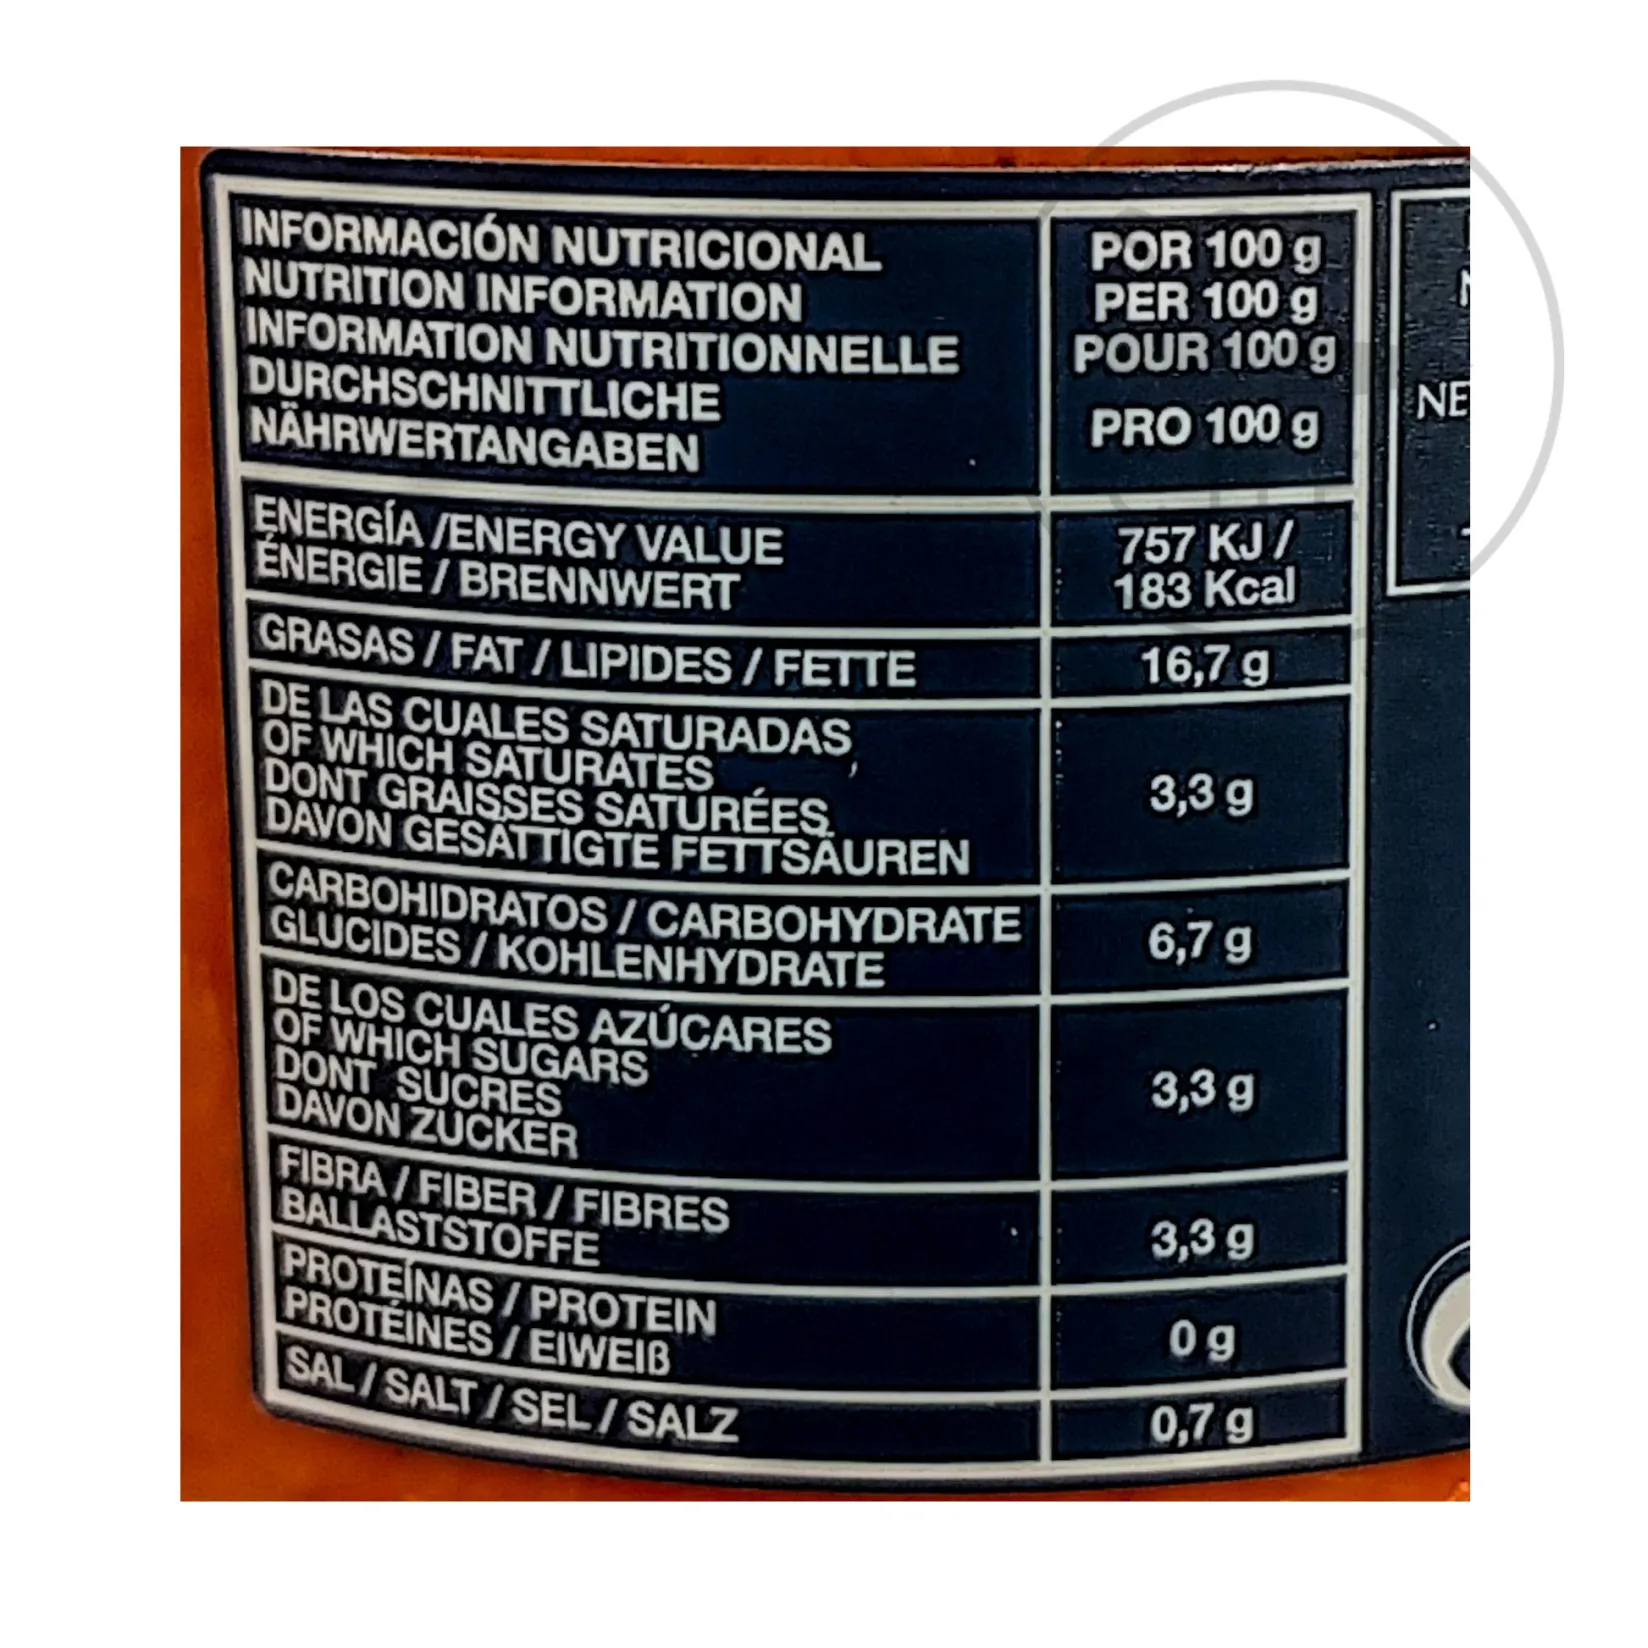 INFORMACIÓN NUTRICIONAL
NUTRITION INFORMATION
INFORMATION NUTRITIONNELLE
DURCHSCHNITTLICHE
NÄHRWERTANGABEN
POR 100 g
PER 100 g
POUR 100 g
PRO 100 g
ENERGÍA /ENERGY VALUE
ÉNERGIE / BRENNWERT
757 KJ /
183 Kcal
GRASAS / FAT / LIPIDES / FETTE
16,7 g
DE LAS CUALES SATURADAS
OF WHICH SATURATES
DONT GRAISSES SATURÉES
DAVON GESÄTTIGTE FETTSÄUREN
3,3 g
CARBOHIDRATOS / CARBOHYDRATE
GLUCIDES / KOHLENHYDRATE
6,7 g
DE LOS CUALES AZÚCARES
OF WHICH SUGARS
DONT SUCRES
DAVON ZUCKER
3,3 g
FIBRA / FIBER / FIBRES
BALLASTSTOFFE
3,3 g
PROTEÍNAS / PROTEIN
PROTÉINES / EIWEIß
0 g
SAL / SALT / SEL / SALZ
0,7 g